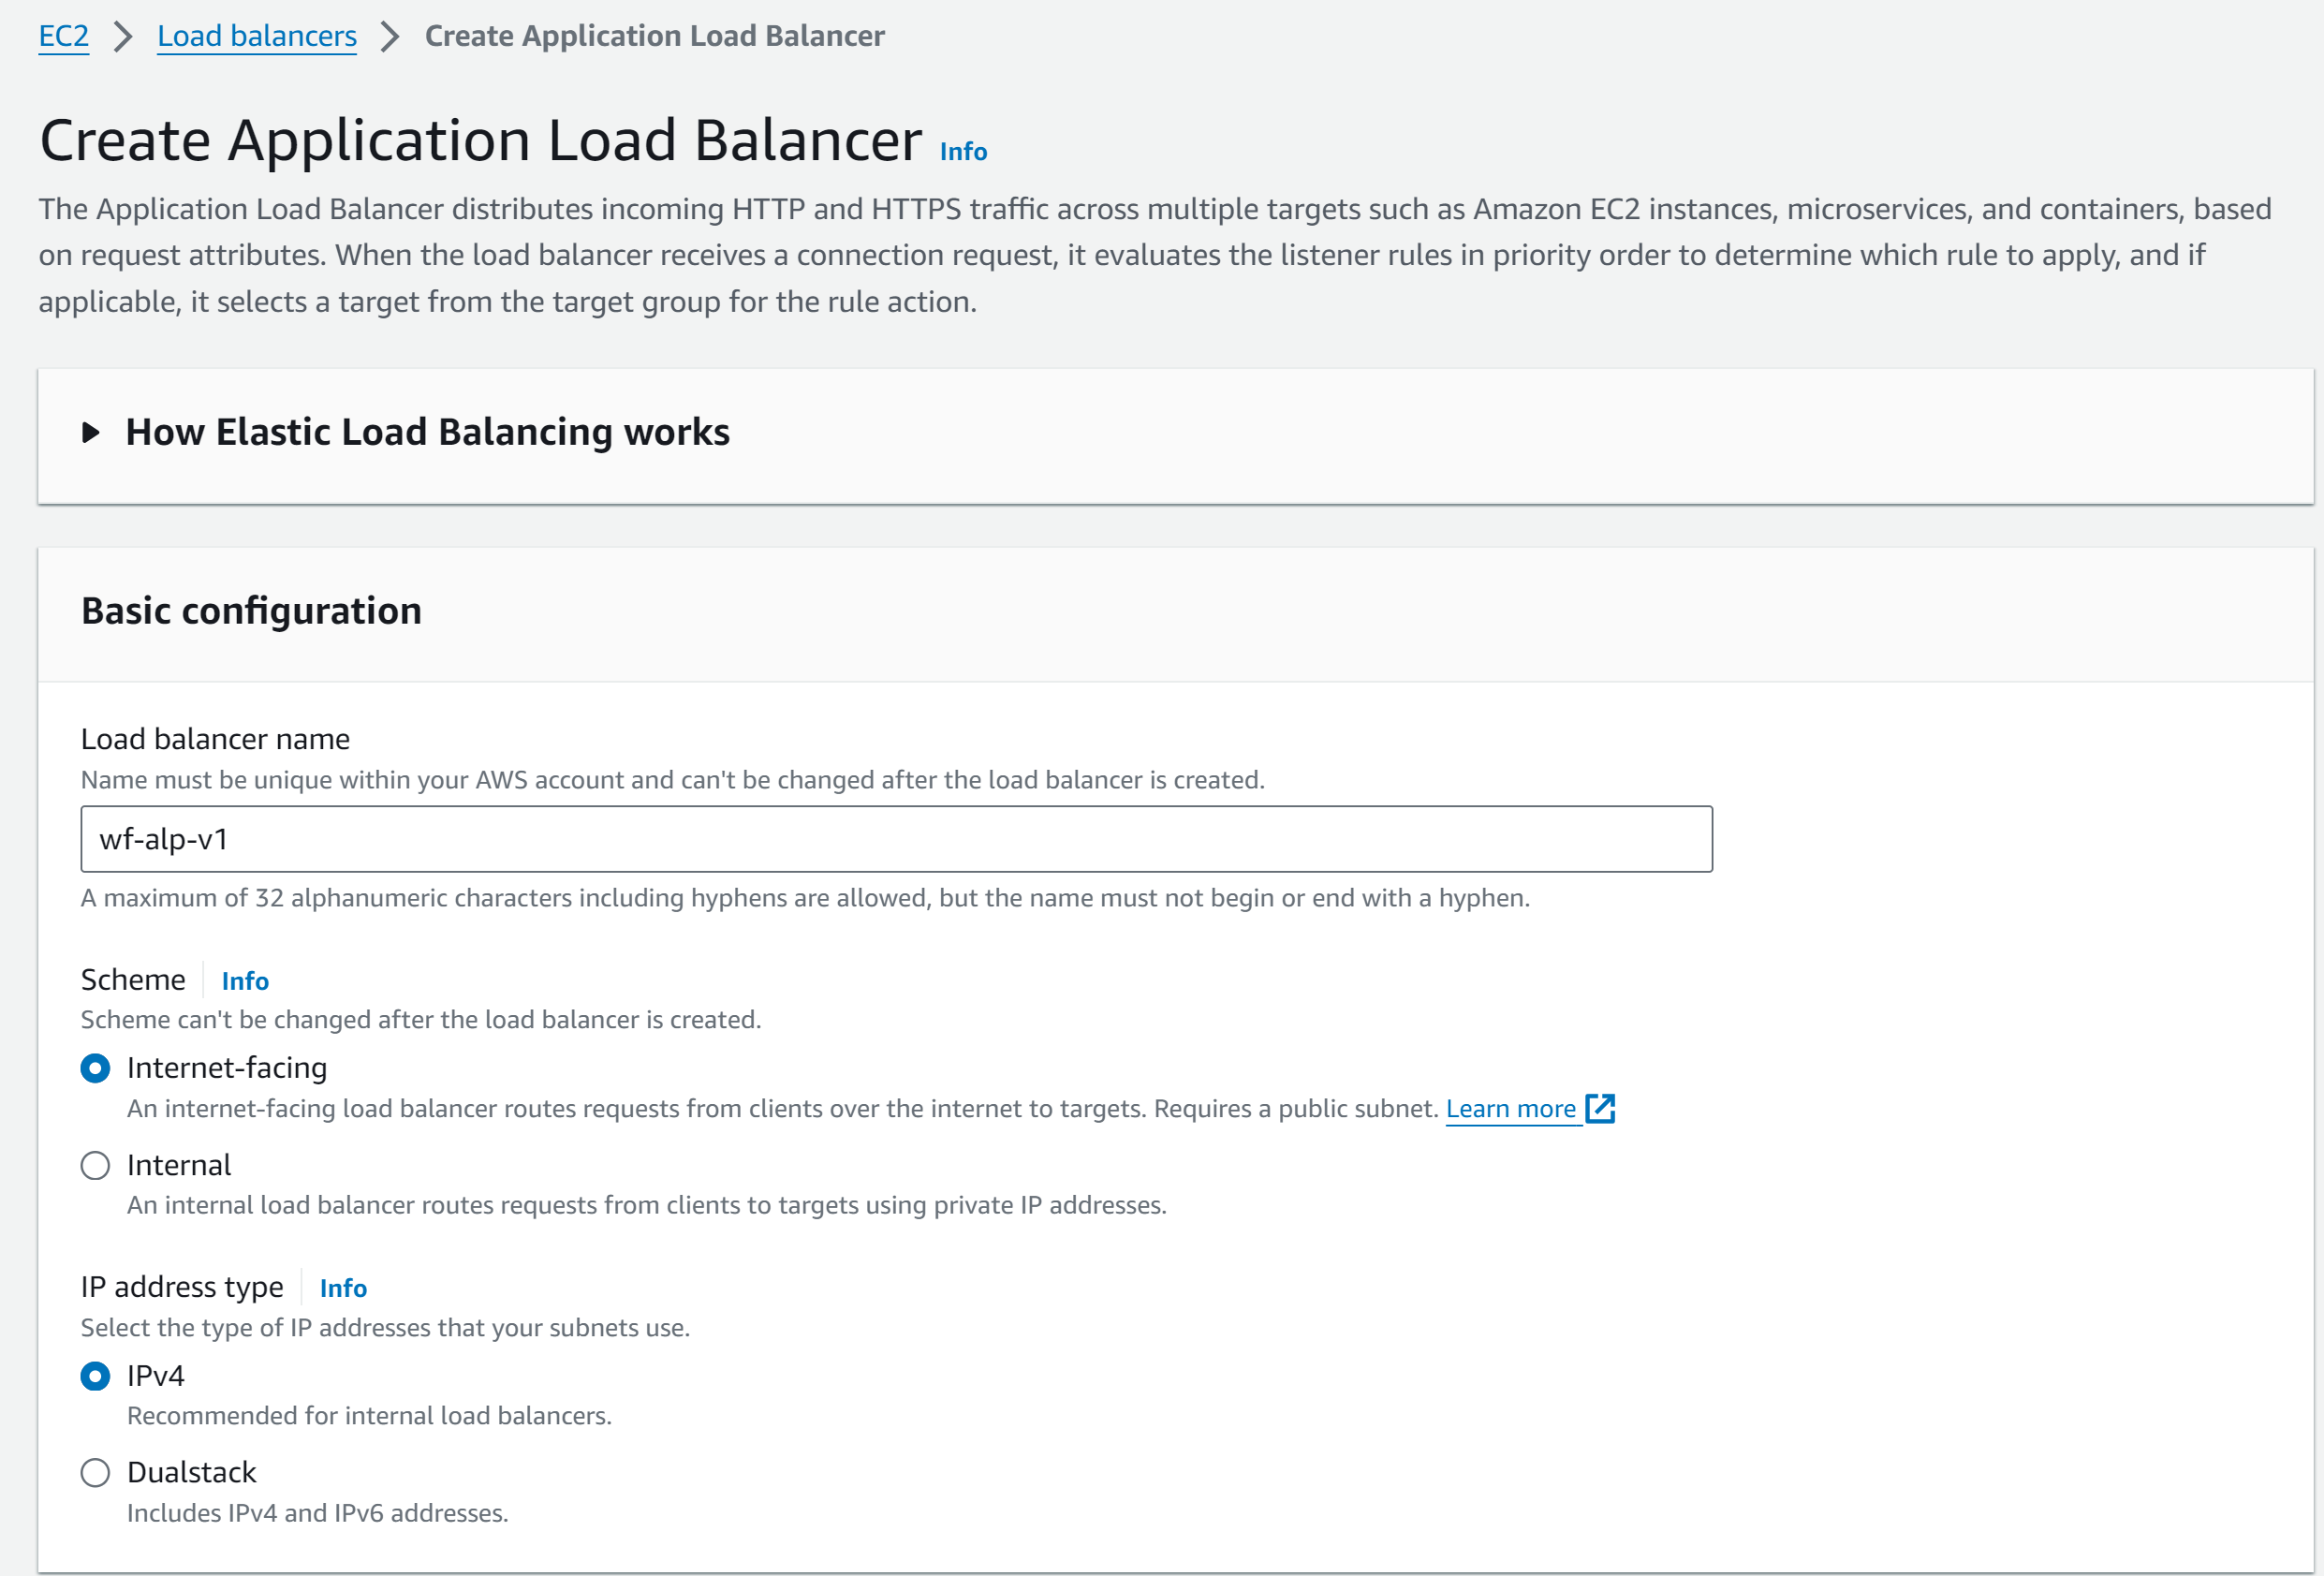 EC2 > Load balancers > Create Application Load Balancer
Create Application Load Balancer Info
The Application Load Balancer distributes incoming HTTP and HTTPS traffic across multiple targets such as Amazon EC2 instances, microservices, and containers, based
on request attributes. When the load balancer receives a connection request, it evaluates the listener rules in priority order to determine which rule to apply, and if
applicable, it selects a target from the target group for the rule action.
How Elastic Load Balancing works
Basic configuration
Load balancer name
Name must be unique within your AWS account and can't be changed after the load balancer is created.
wf-alp-v1
A maximum of 32 alphanumeric characters including hyphens are allowed, but the name must not begin or end with a hyphen.
Scheme Info
Scheme can't be changed after the load balancer is created.
Internet-facing
An internet-facing load balancer routes requests from clients over the internet to targets. Requires a public subnet. Learn more
Internal
An internal load balancer routes requests from clients to targets using private IP addresses.
IP address type Info
Select the type of IP addresses that your subnets use.
IPv4
Recommended for internal load balancers.
Dualstack
Includes IPv4 and IPv6 addresses.